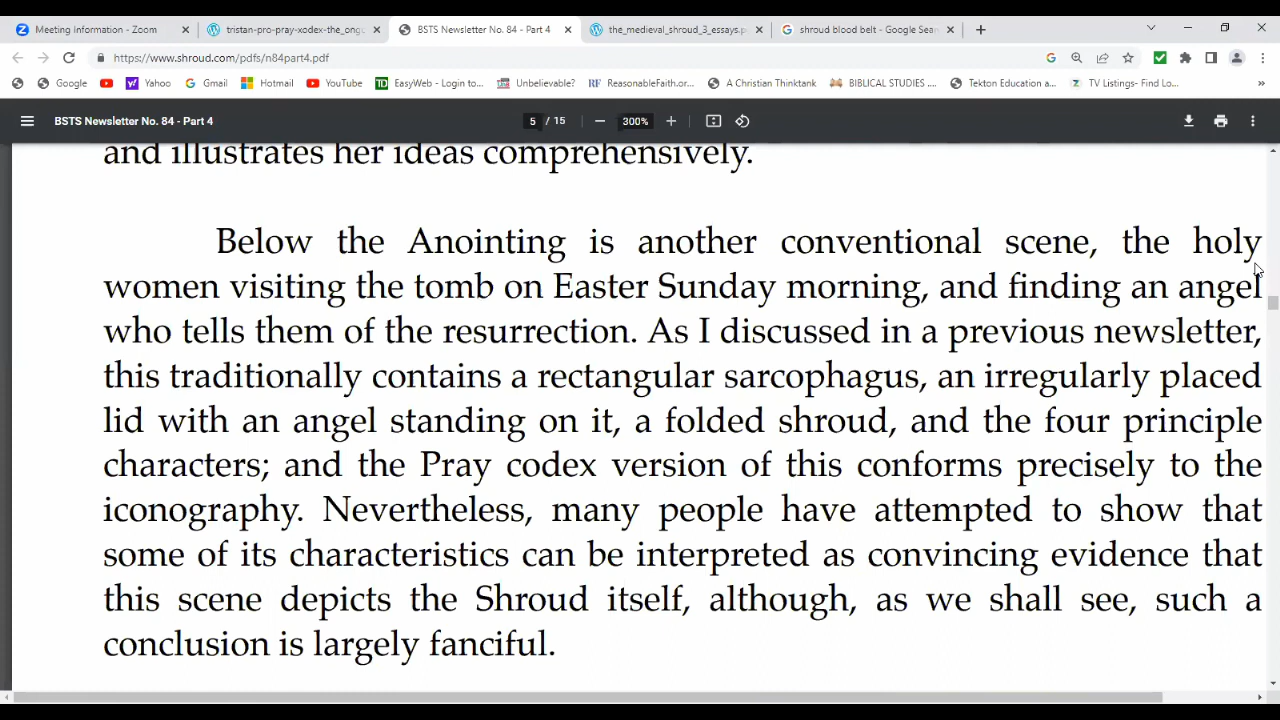 Meeting Information - Zoom
tristan-pro-pray-xodex-the_ongu
BSTS Newsletter No. 84 - Part 4
the_medieval_shroud_3_essays.p
shroud blood belt - Google Sear
https://www.shroud.com/pdfs/n84part4.pdf
Google
Yahoo
Gmail
Hotmail
YouTube
EasyWeb - Login to...
Unbelievable?
RF ReasonableFaith.or...
A Christian Thinktank
BIBLICAL STUDIES ....
Tekton Education a...
TV Listings- Find Lo...
BSTS Newsletter No. 84 - Part 4
5 / 15
300%
and illustrates her ideas comprehensively.
Below the Anointing is another conventional scene, the holy
women visiting the tomb on Easter Sunday morning, and finding an angel
who tells them of the resurrection. As I discussed in a previous newsletter,
this traditionally contains a rectangular sarcophagus, an irregularly placed
lid with an angel standing on it, a folded shroud, and the four principle
characters; and the Pray codex version of this conforms precisely to the
iconography. Nevertheless, many people have attempted to show that
some of its characteristics can be interpreted as convincing evidence that
this scene depicts the Shroud itself, although, as we shall see, such a
conclusion is largely fanciful.